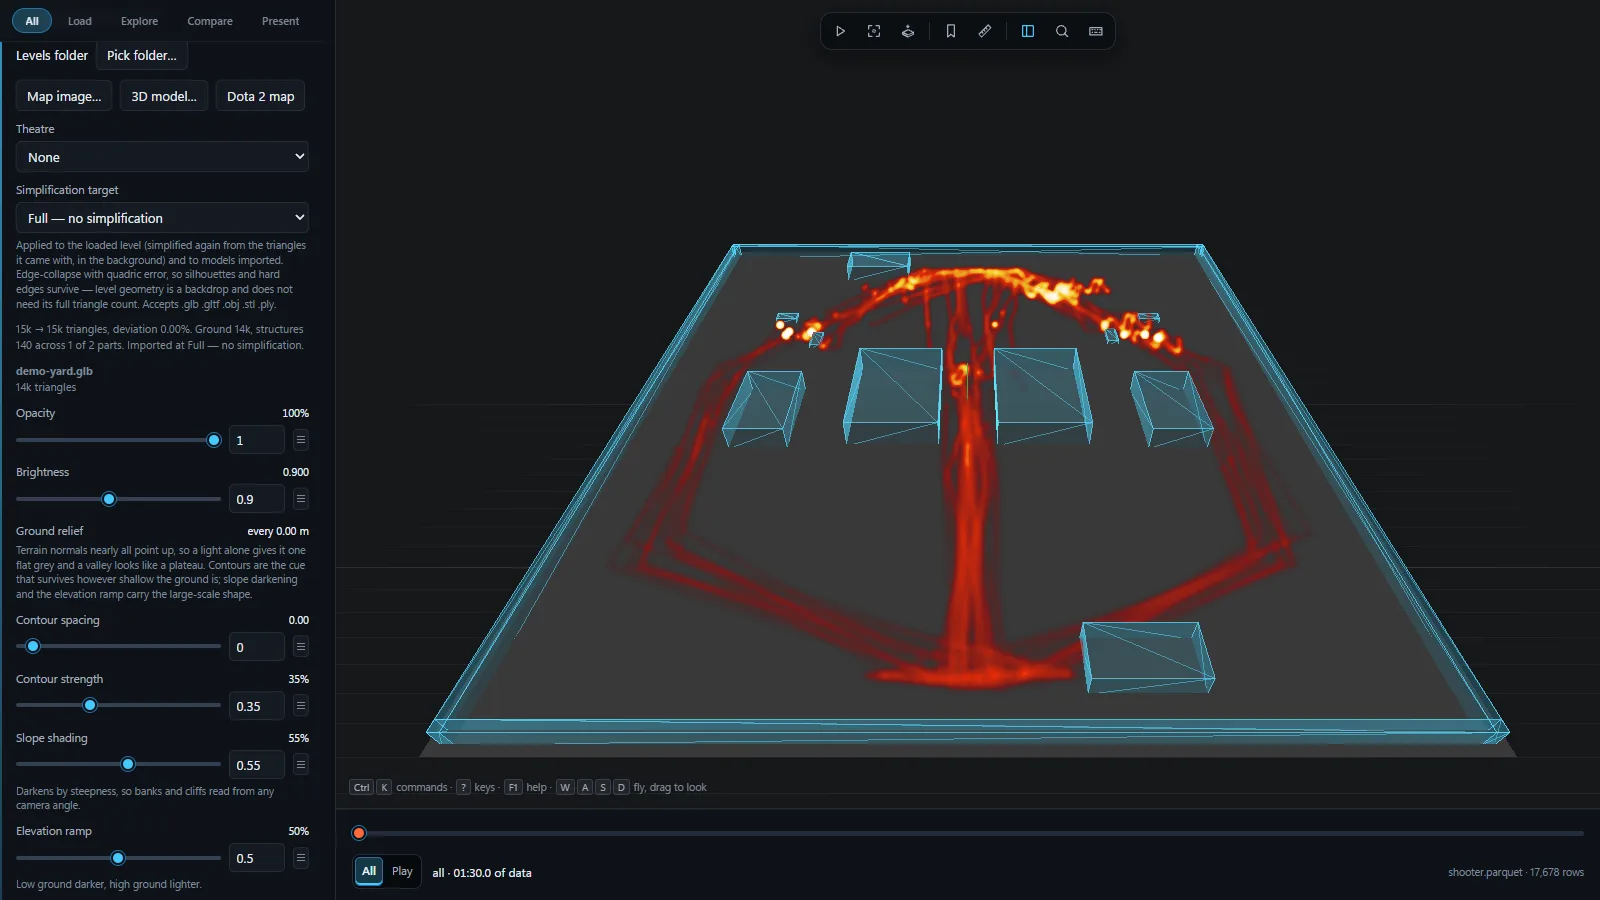 All Load Explore Compare Present
Levels folder Pick folder...
Map image... 3D model... Dota 2 map
Theatre
None
Simplification target
Full — no simplification
Applied to the loaded level (simplified again from the triangles
it came with, in the background) and to models imported.
Edge-collapse with quadric error, so silhouettes and hard
edges survive — level geometry is a backdrop and does not
need its full triangle count. Accepts .glb .gltf .obj .stl .ply.
15k → 15k triangles, deviation 0.00%. Ground 14k, structures
140 across 1 of 2 parts. Imported at Full — no simplification.
demo-yard.glb
14k triangles
Opacity 100%
1
Brightness 0.900
0.9
Ground relief every 0.00 m
Terrain normals nearly all point up, so a light alone gives it one
flat grey and a valley looks like a plateau. Contours are the cue
that survives however shallow the ground is; slope darkening
and the elevation ramp carry the large-scale shape.
Contour spacing 0.00
0
Contour strength 35%
0.35
Slope shading 55%
0.55
Darkens by steepness, so banks and cliffs read from any
camera angle.
Elevation ramp 50%
0.5
Low ground darker, high ground lighter.
Ctrl K commands · ? keys · F1 help · W A S D fly, drag to look
All Play all · 01:30.0 of data shooter.parquet · 17,678 rows